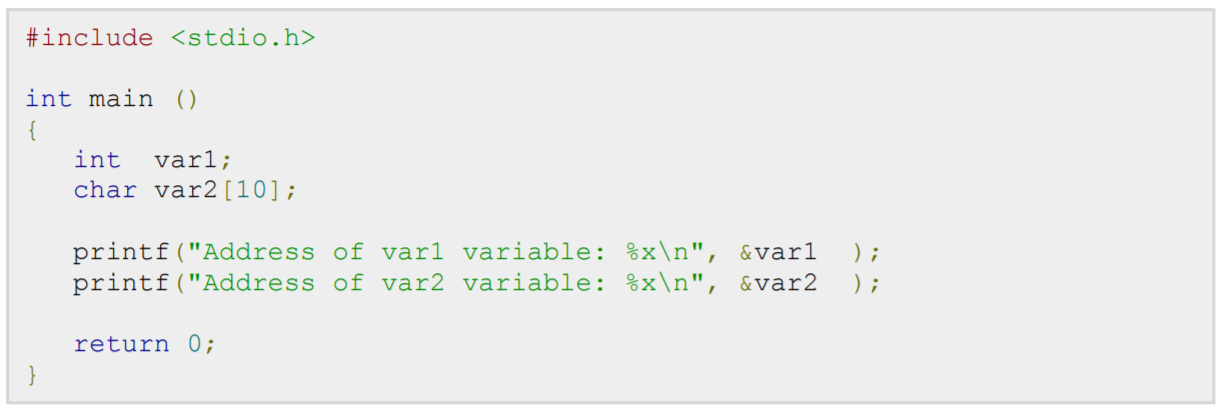 #include <stdio.h>

int main ()
{
   int  var1;
   char var2[10];

   printf("Address of var1 variable: %x\n", &var1  );
   printf("Address of var2 variable: %x\n", &var2  );

   return 0;
}